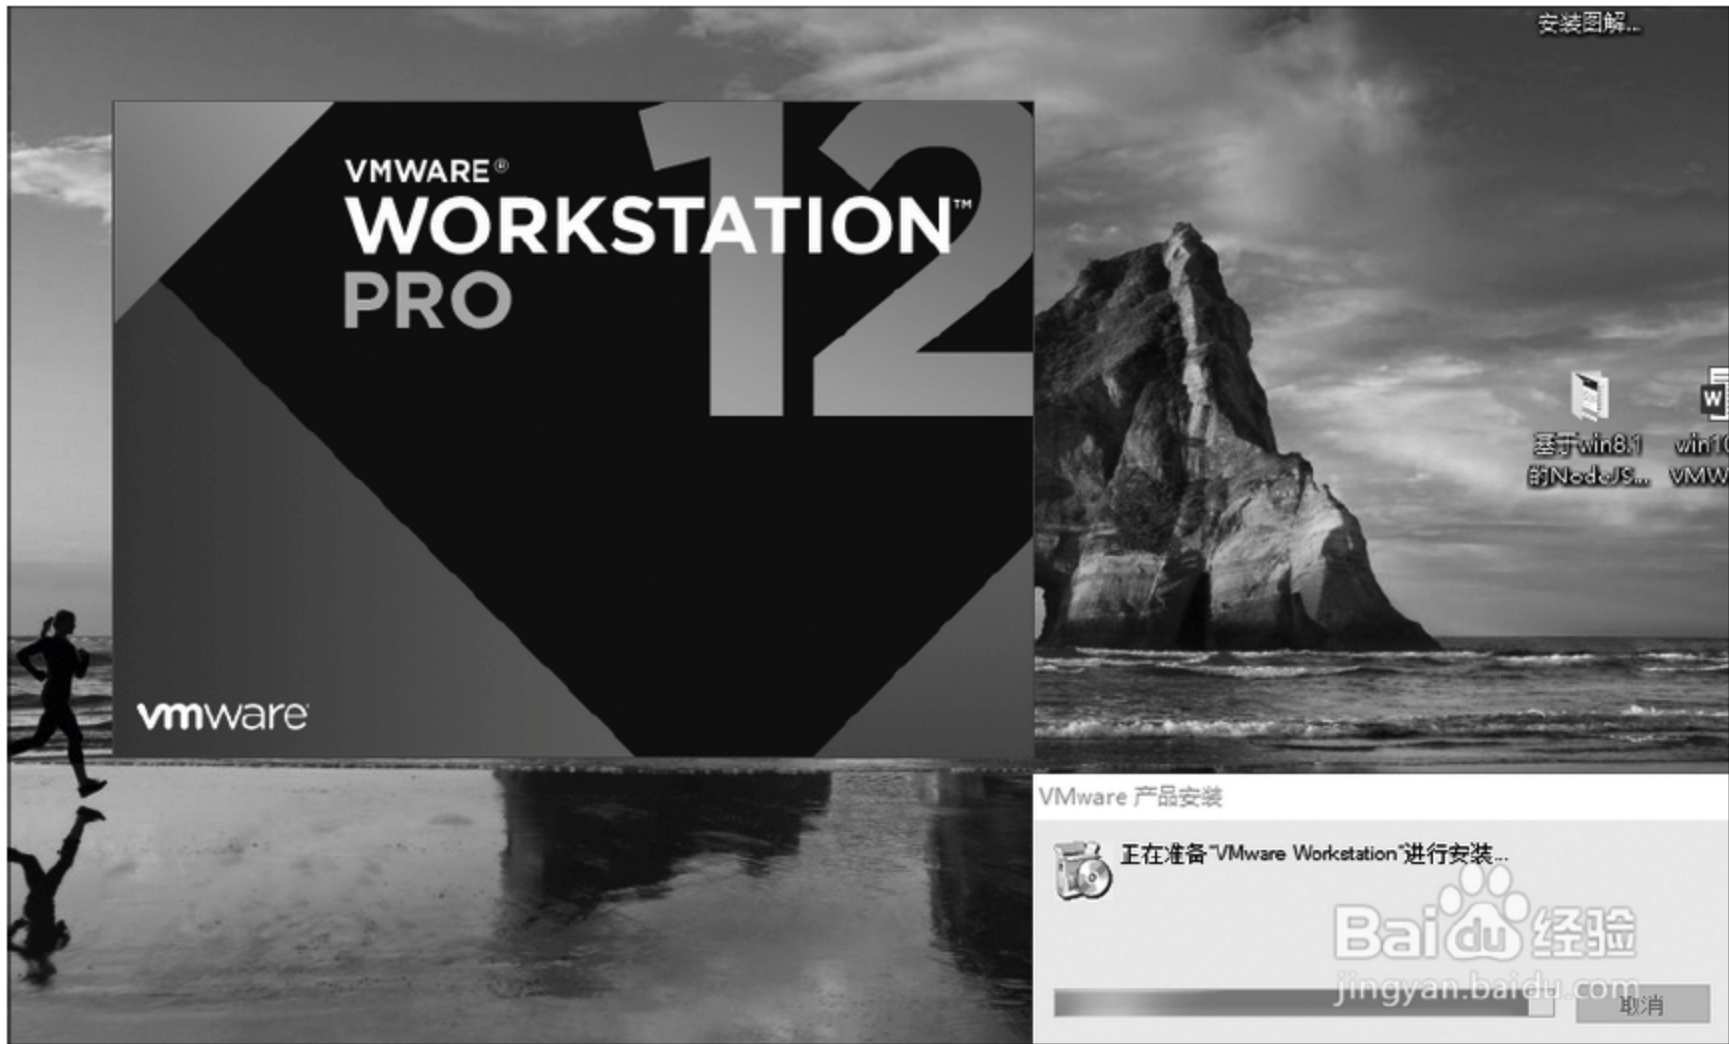 安装图解...
VMWARE®
WORKSTATION™
PRO
12
vmware
基于win8.1
的NodeJS...
win10
VMW
VMware 产品安装
正在准备"VMware Workstation"进行安装...
Baidu经验
jingyan.baidu.com
取消